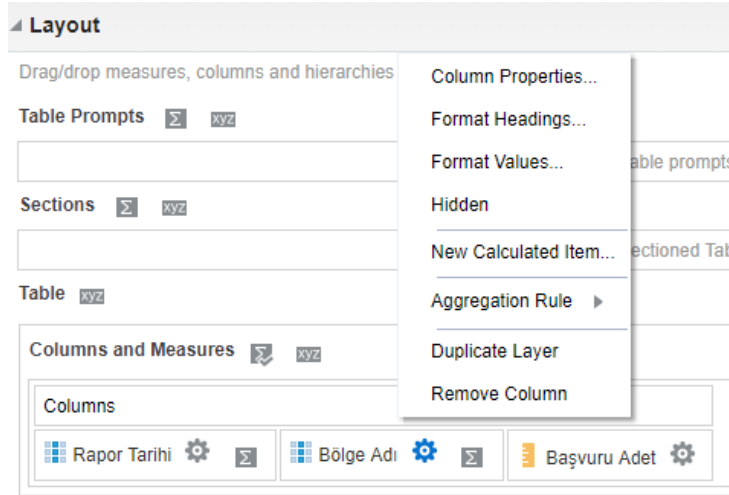 Layout
Drag/drop measures, columns and hierarchies
Column Properties...
Table Prompts xyz
Format Headings...
Format Values...
able prompts
Sections xyz
Hidden
New Calculated Item...
ectioned Tab
Table xyz
Aggregation Rule
Columns and Measures xyz
Duplicate Layer
Remove Column
Columns
Rapor Tarihi Σ Bölge Adı Σ Başvuru Adet